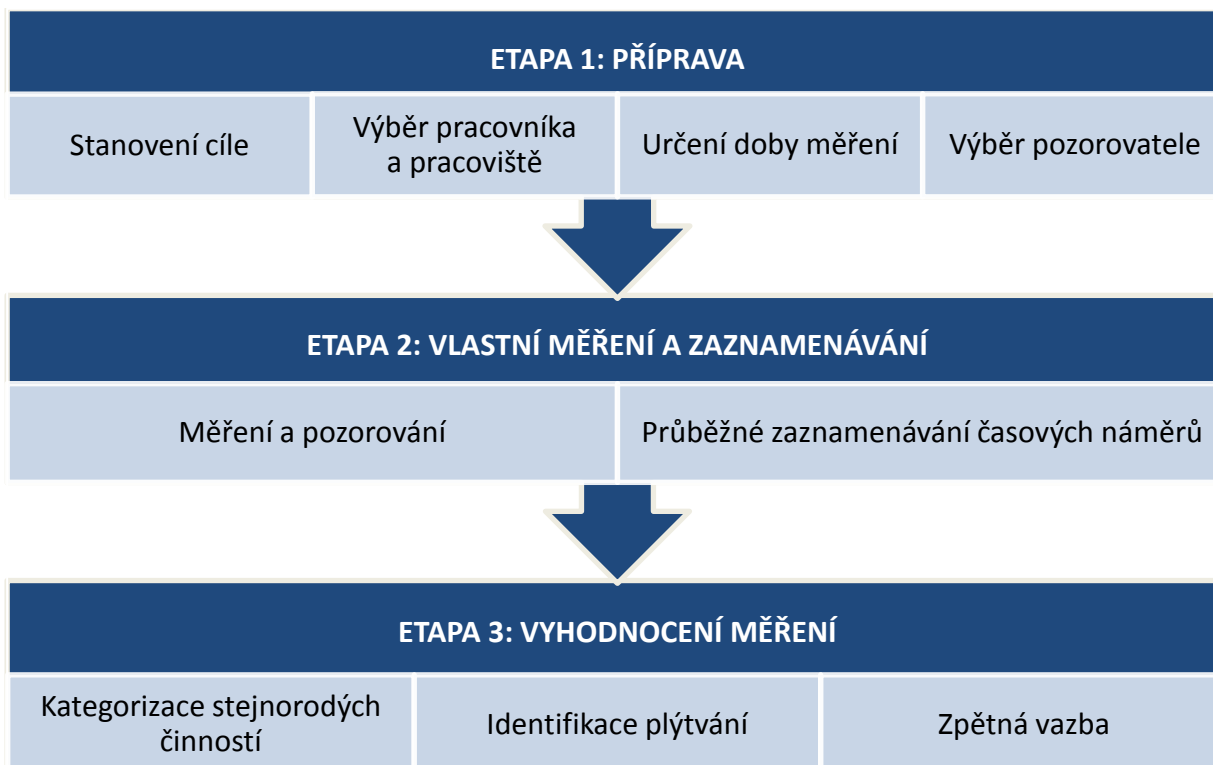 ETAPA 1: PŘÍPRAVA
Stanovení cíle
Výběr pracovníka
a pracoviště
Určení doby měření
Výběr pozorovatele
ETAPA 2: VLASTNÍ MĚŘENÍ A ZAZNAMENÁVÁNÍ
Měření a pozorování
Průběžné zaznamenávání časových náměrů
ETAPA 3: VYHODNOCENÍ MĚŘENÍ
Kategorizace stejnorodých
činností
Identifikace plýtvání
Zpětná vazba